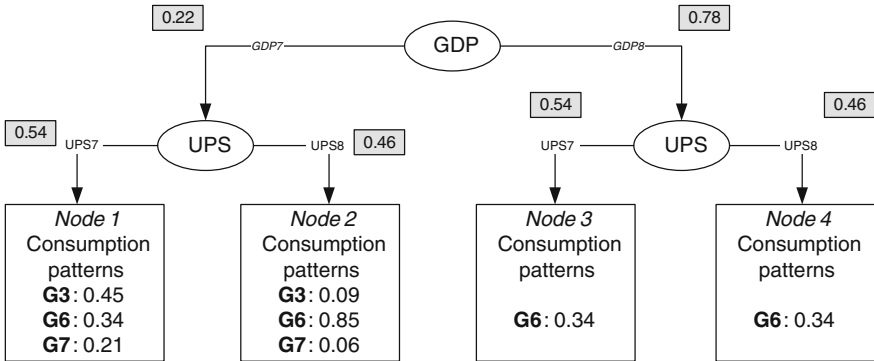 0.22
0.78
GDP7
GDP
GDP8
0.54
0.46
0.54
UPS7
UPS
UPS8
0.46
UPS7
UPS
UPS8
Node 1
Consumption
patterns
G3: 0.45
G6: 0.34
G7: 0.21
Node 2
Consumption
patterns
G3: 0.09
G6: 0.85
G7: 0.06
Node 3
Consumption
patterns
G6: 0.34
Node 4
Consumption
patterns
G6: 0.34